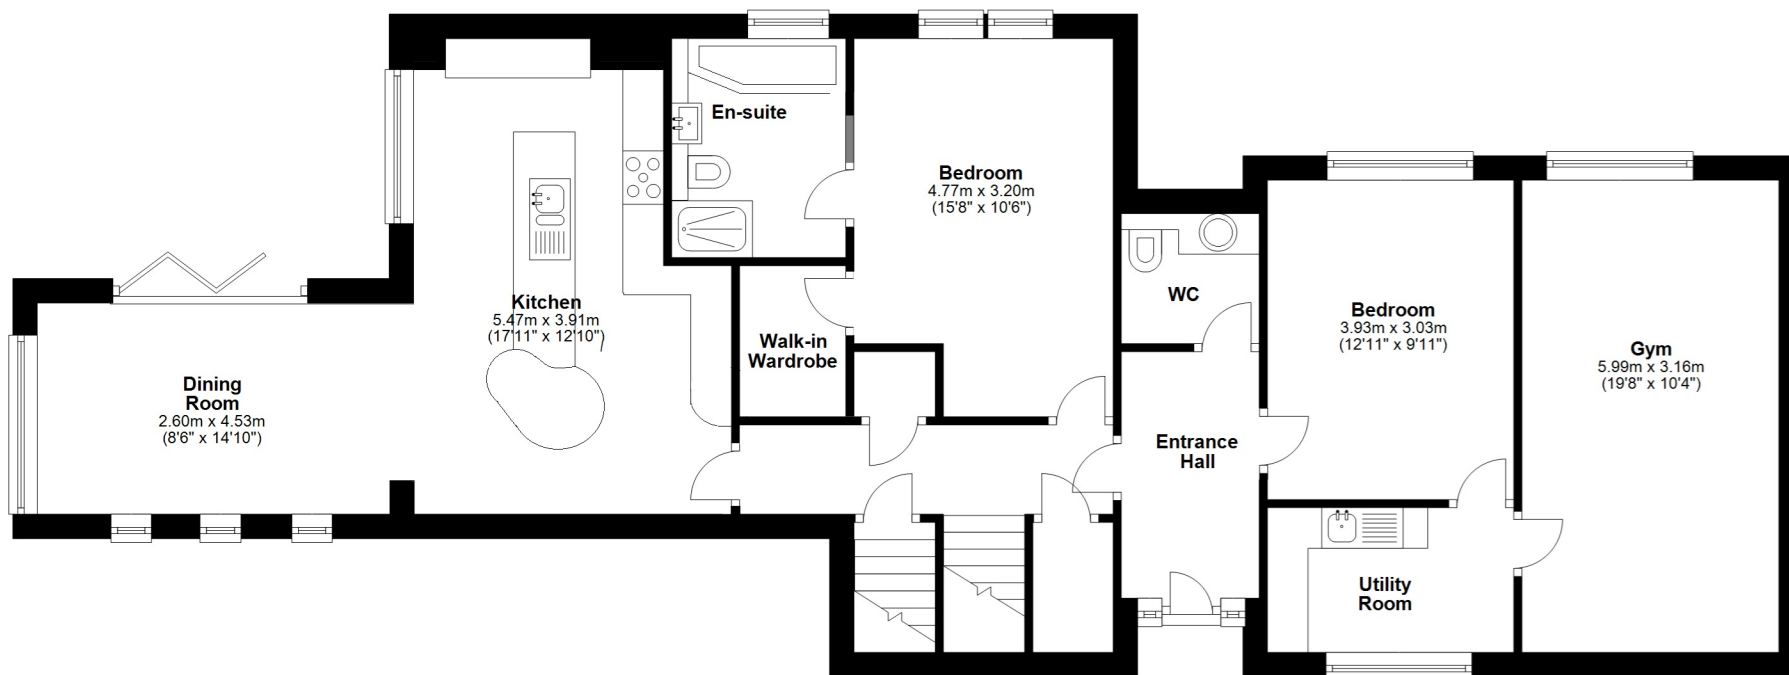 En-suite
Bedroom
4.77m x 3.20m
(15'8" x 10'6")
WC
Kitchen
5.47m x 3.91m
(17'11" x 12'10")
Walk-in
Wardrobe
Bedroom
3.93m x 3.03m
(12'11" x 9'11")
Gym
5.99m x 3.16m
(19'8" x 10'4")
Dining
Room
2.60m x 4.53m
(8'6" x 14'10")
Entrance
Hall
Utility
Room